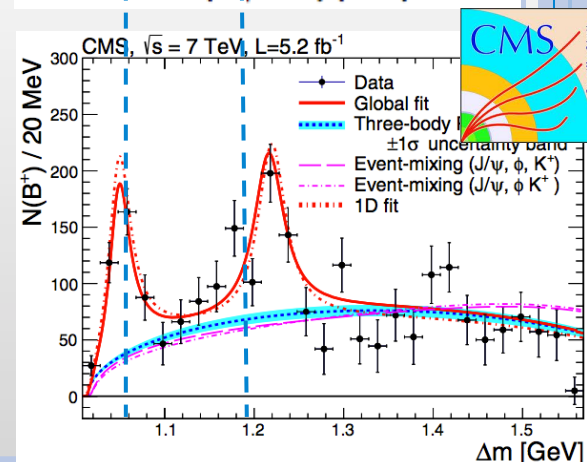 CMS, √s = 7 TeV, L=5.2 fb⁻¹
CMS
N(B⁺) / 20 MeV
300
250
200
150
100
50
0
Data
Global fit
Three-body
±1σ uncertainty band
Event-mixing (J/ψ, ϕ, K⁺)
Event-mixing (J/ψ, ϕ K⁺ )
1D fit
1.1
1.2
1.3
1.4
1.5
Δm [GeV]